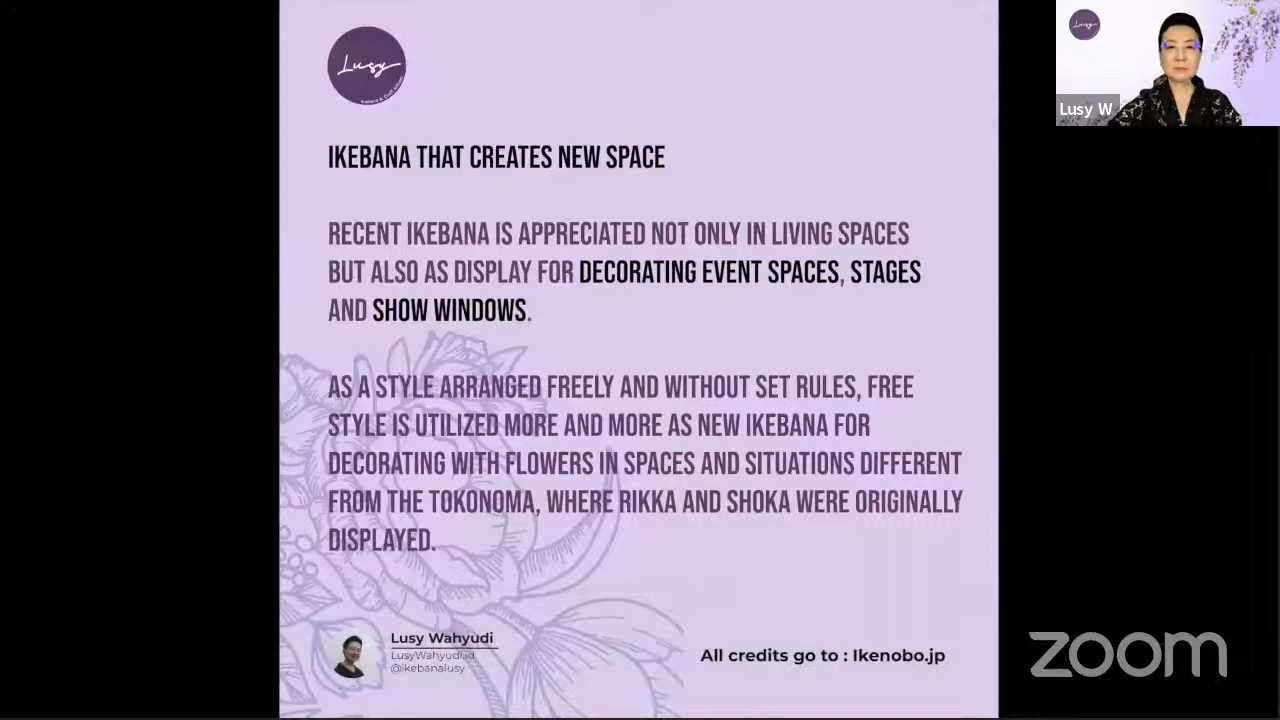 Lusy
Lusy
Lusy W
IKEBANA THAT CREATES NEW SPACE
RECENT IKEBANA IS APPRECIATED NOT ONLY IN LIVING SPACES
BUT ALSO AS DISPLAY FOR DECORATING EVENT SPACES, STAGES
AND SHOW WINDOWS.
AS A STYLE ARRANGED FREELY AND WITHOUT SET RULES, FREE
STYLE IS UTILIZED MORE AND MORE AS NEW IKEBANA FOR
DECORATING WITH FLOWERS IN SPACES AND SITUATIONS DIFFERENT
FROM THE TOKONOMA, WHERE RIKKA AND SHOKA WERE ORIGINALLY
DISPLAYED.
Lusy Wahyudi
LusyWahyudi.id
@ikebanalusy
All credits go to : Ikenobo.jp
zoom